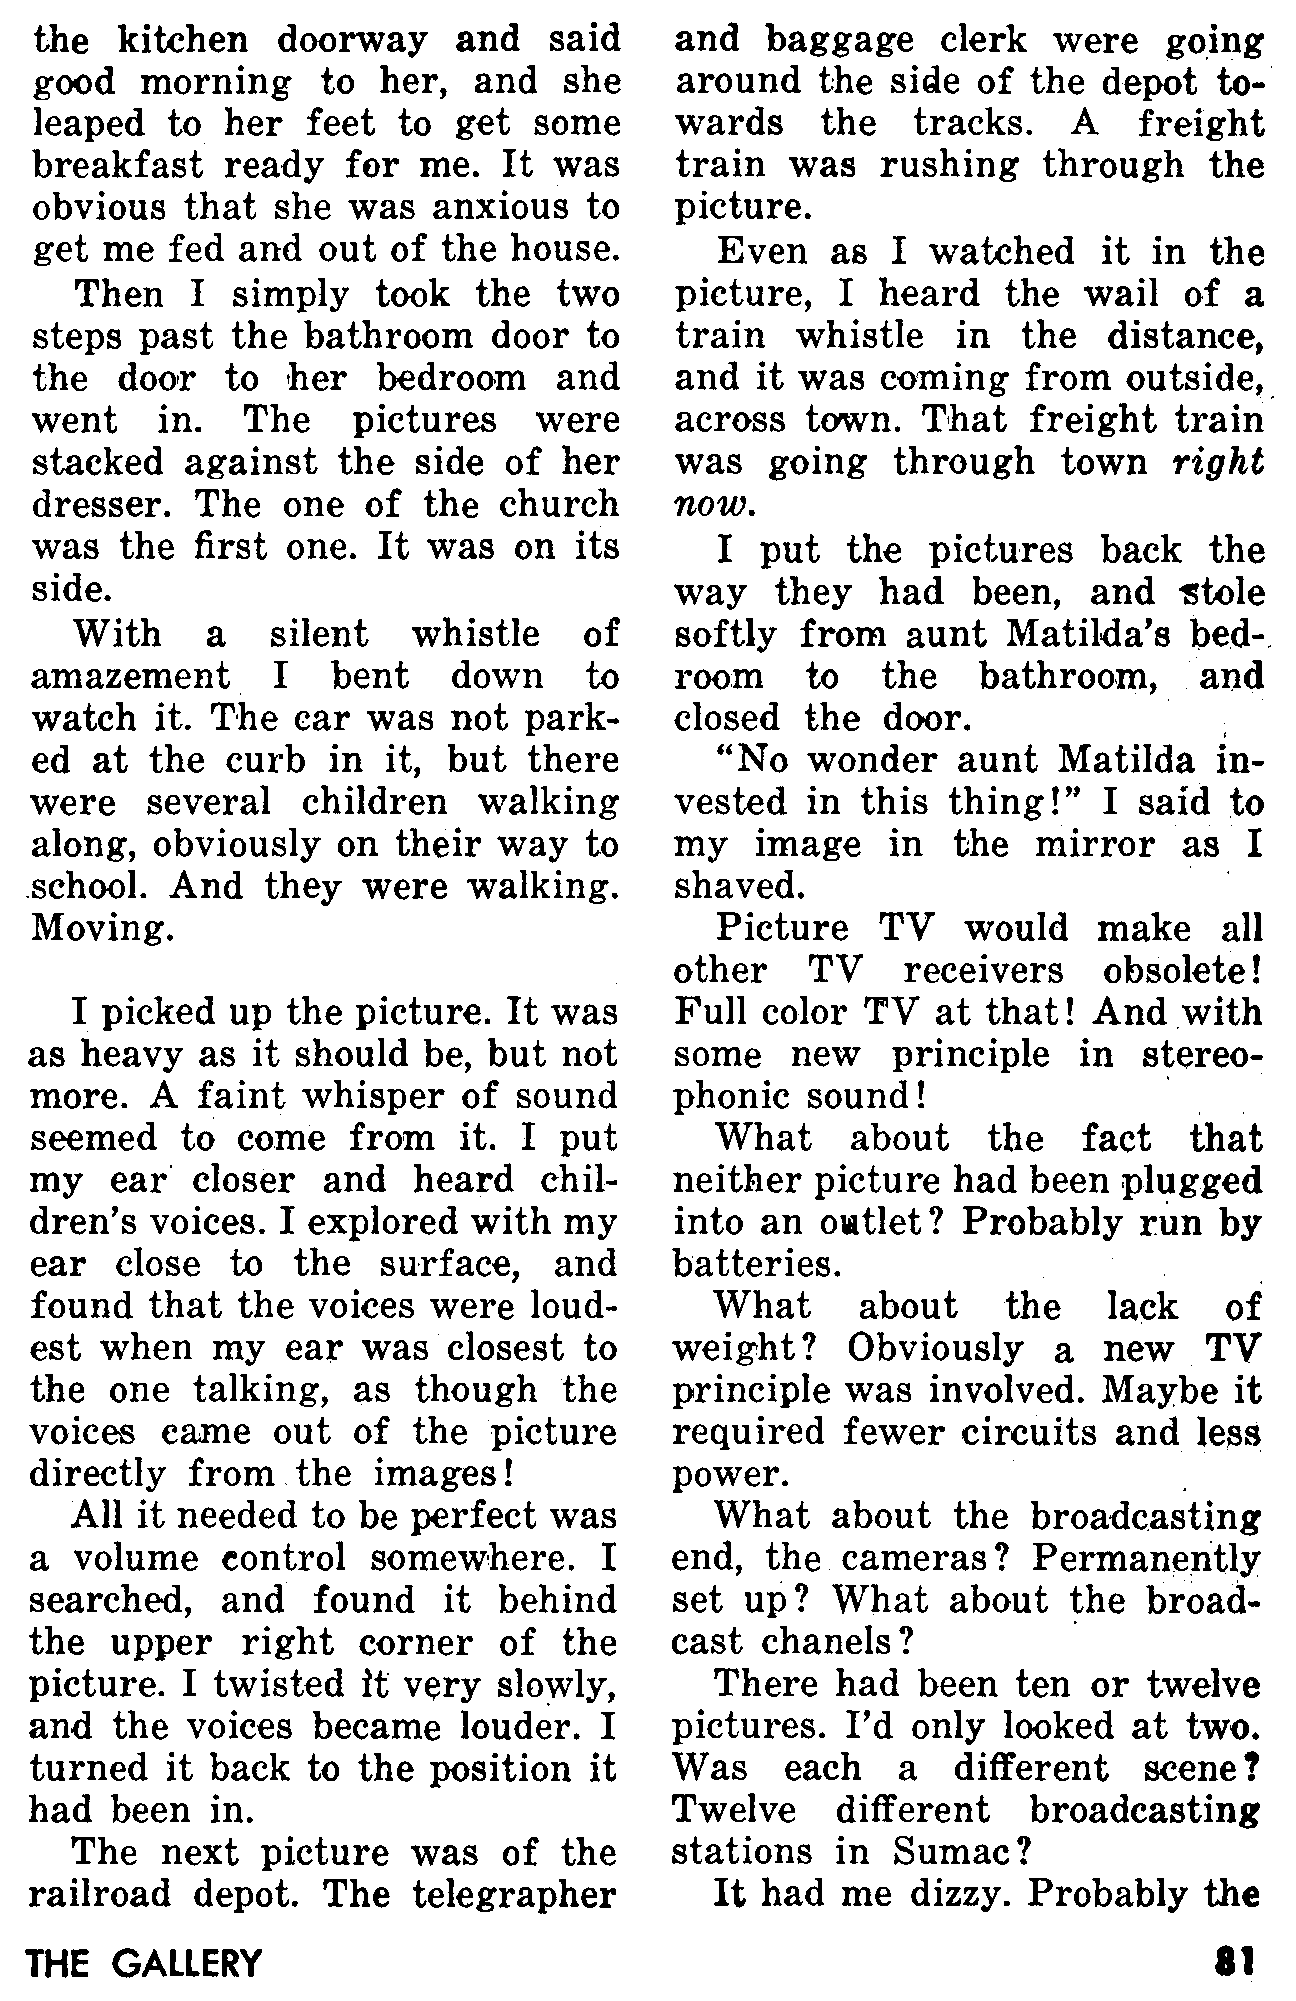 the kitchen doorway and said
good morning to her, and she
leaped to her feet to get some
breakfast ready for me. It was
obvious that she was anxious to
get me fed and out of the house.
Then I simply took the two
steps past the bathroom door to
the door to her bedroom and
went in. The pictures were
stacked against the side of her
dresser. The one of the church
was the first one. It was on its
side.
With a silent whistle of
amazement I bent down to
watch it. The car was not park-
ed at the curb in it, but there
were several children walking
along, obviously on their way to
school. And they were walking.
Moving.
I picked up the picture. It was
as heavy as it should be, but not
more. A faint whisper of sound
seemed to come from it. I put
my ear closer and heard chil-
dren's voices. I explored with my
ear close to the surface, and
found that the voices were loud-
est when my ear was closest to
the one talking, as though the
voices came out of the picture
directly from the images!
All it needed to be perfect was
a volume control somewhere. I
searched, and found it behind
the upper right corner of the
picture. I twisted it very slowly,
and the voices became louder. I
turned it back to the position it
had been in.
The next picture was of the
railroad depot. The telegrapher
and baggage clerk were going
around the side of the depot to-
wards the tracks. A freight
train was rushing through the
picture.
Even as I watched it in the
picture, I heard the wail of a
train whistle in the distance,
and it was coming from outside,
across town. That freight train
was going through town right
now.
I put the pictures back the
way they had been, and stole
softly from aunt Matilda's bed-
room to the bathroom, and
closed the door.
"No wonder aunt Matilda in-
vested in this thing!" I said to
my image in the mirror as I
shaved.
Picture TV would make all
other TV receivers obsolete!
Full color TV at that! And with
some new principle in stereo-
phonic sound!
What about the fact that
neither picture had been plugged
into an outlet? Probably run by
batteries.
What about the lack of
weight? Obviously a new TV
principle was involved. Maybe it
required fewer circuits and less
power.
What about the broadcasting
end, the cameras? Permanently
set up? What about the broad-
cast chanels?
There had been ten or twelve
pictures. I'd only looked at two.
Was each a different scene?
Twelve different broadcasting
stations in Sumac?
It had me dizzy. Probably the
THE GALLERY
81